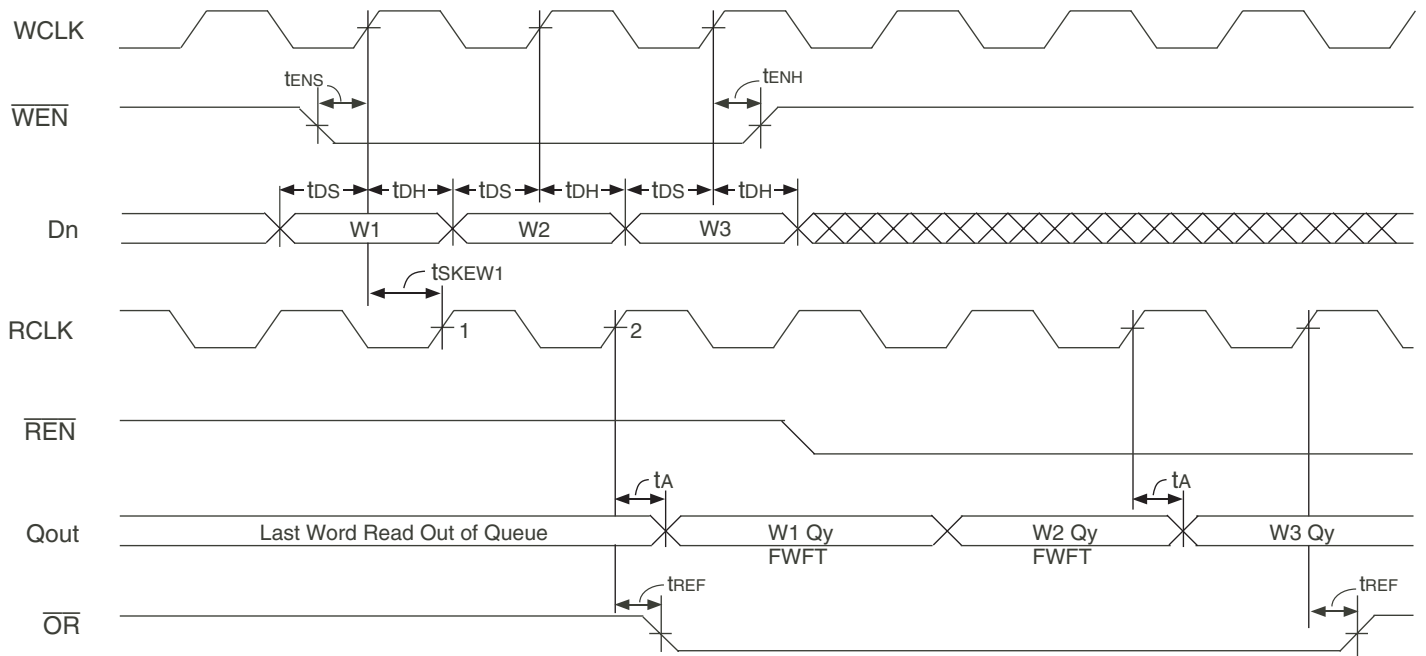 WCLK
tENS
tENH
WEN
tDS tDH tDS tDH tDS tDH
Dn W1 W2 W3
tSKEW1
RCLK 1 2
REN
tA tA
Qout Last Word Read Out of Queue W1 Qy W2 Qy W3 Qy
FWFT FWFT
tREF tREF
OR